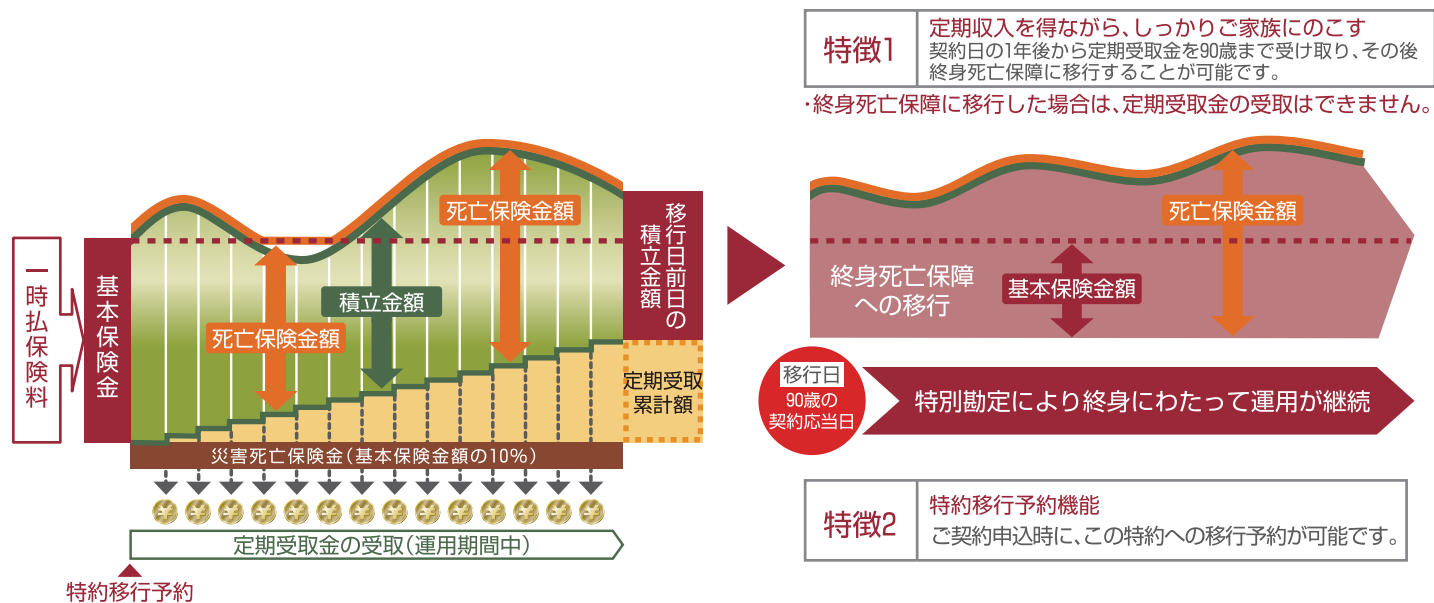 特徴1
定期収入を得ながら、しっかりご家族にのこす
契約日の1年後から定期受取金を90歳まで受け取り、その後
終身死亡保障に移行することが可能です。
・終身死亡保障に移行した場合は、定期受取金の受取はできません。
一時払保険料
基本保険金
死亡保険金額
積立金額
死亡保険金額
移行日前日の
積立金額
定期受取
累計額
災害死亡保険金(基本保険金額の10%)
定期受取金の受取(運用期間中)
特約移行予約
死亡保険金額
終身死亡保障
への移行
基本保険金額
移行日
90歳の
契約応当日
特別勘定により終身にわたって運用が継続
特徴2
特約移行予約機能
ご契約申込時に、この特約への移行予約が可能です。